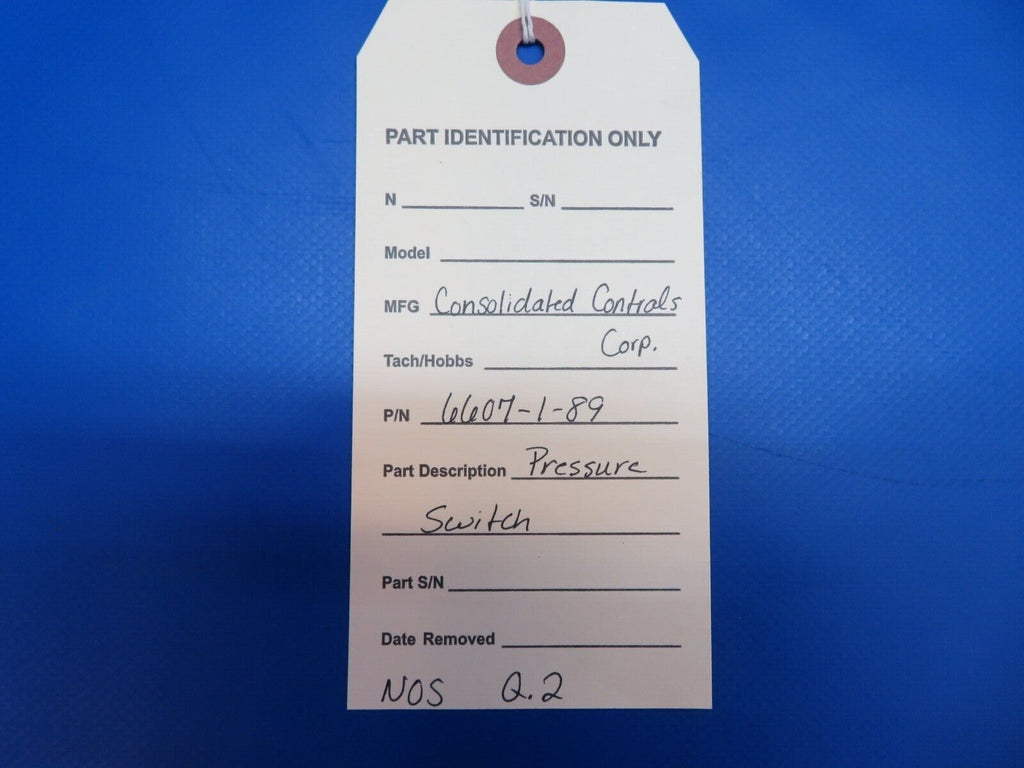 PART IDENTIFICATION ONLY
N S/N
Model
MFG Consolidated Controls
Corp.
Tach/Hobbs
P/N 6607-1-89
Part Description Pressure
Switch
Part S/N
Date Removed
NOS Q.2